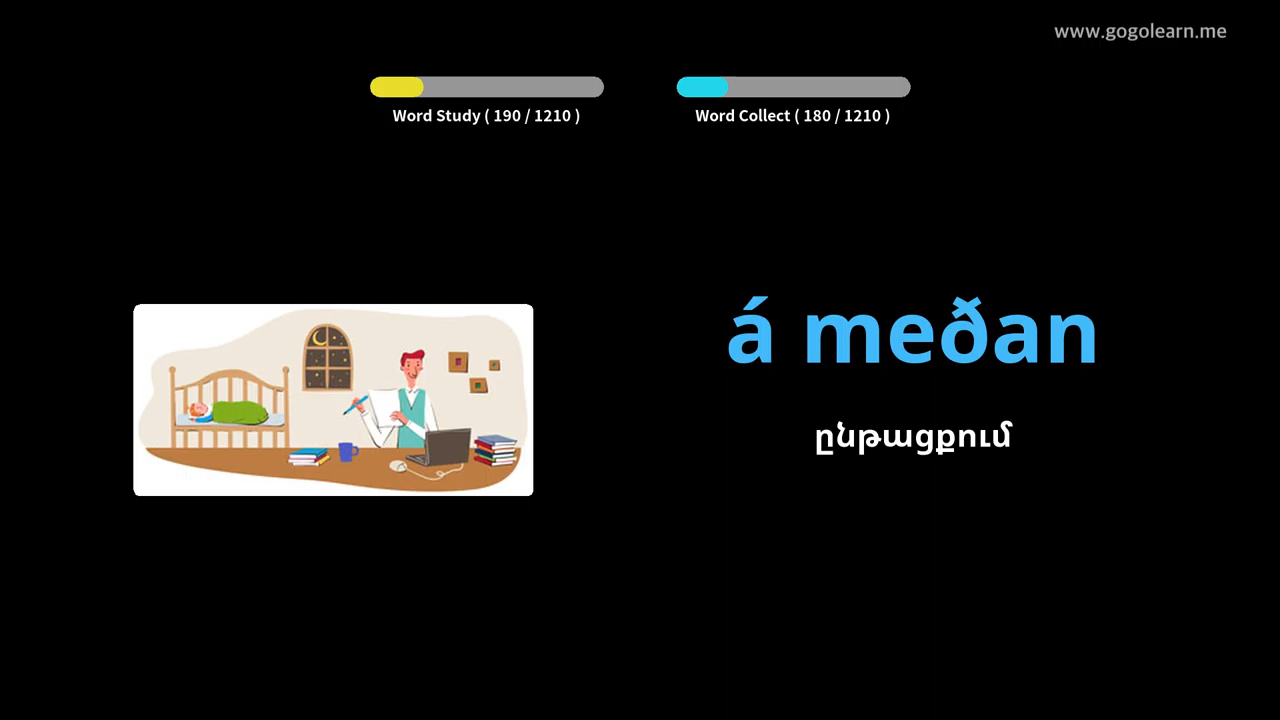 www.gogolearn.me
Word Study ( 190 / 1210 )
Word Collect ( 180 / 1210 )
á meðan
ընթացքում